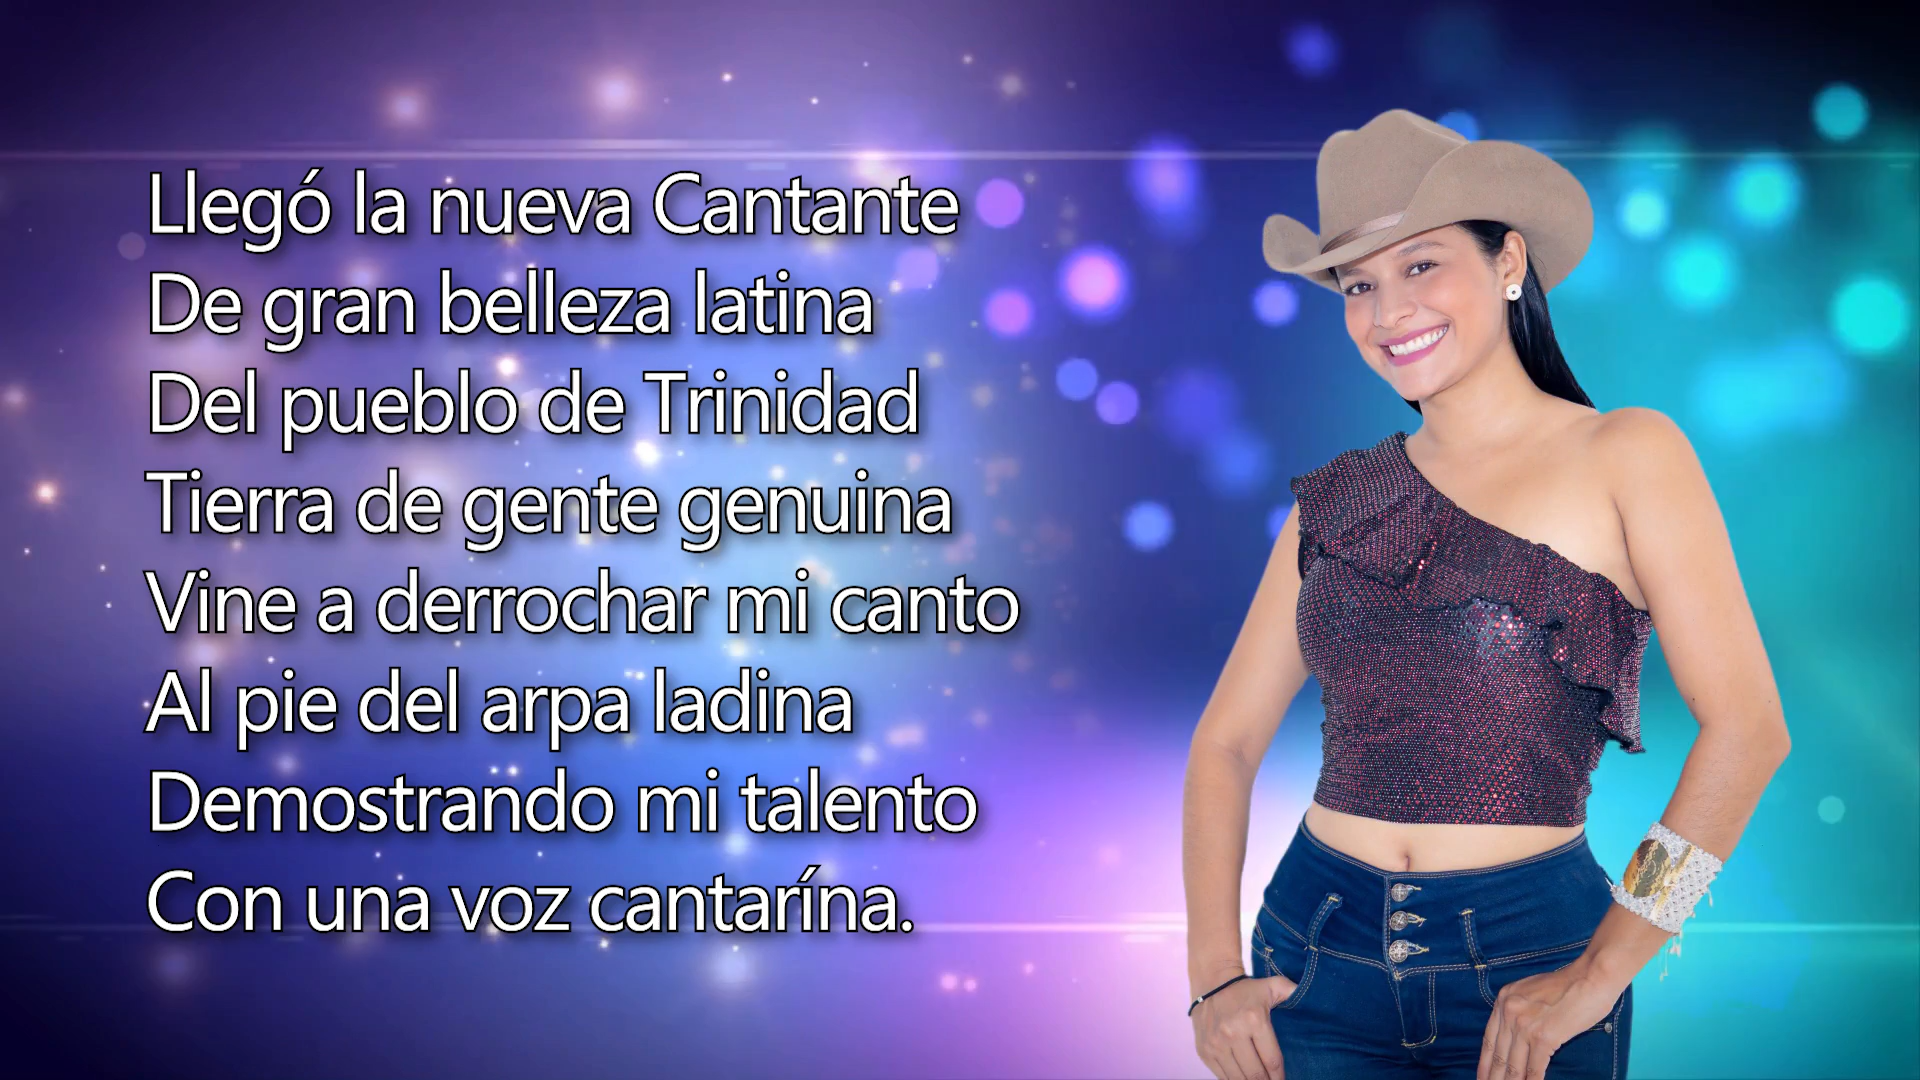 Llegó la nueva Cantante
De gran belleza latina
Del pueblo de Trinidad
Tierra de gente genuina
Vine a derrochar mi canto
Al pie del arpa ladina
Demostrando mi talento
Con una voz cantarína.